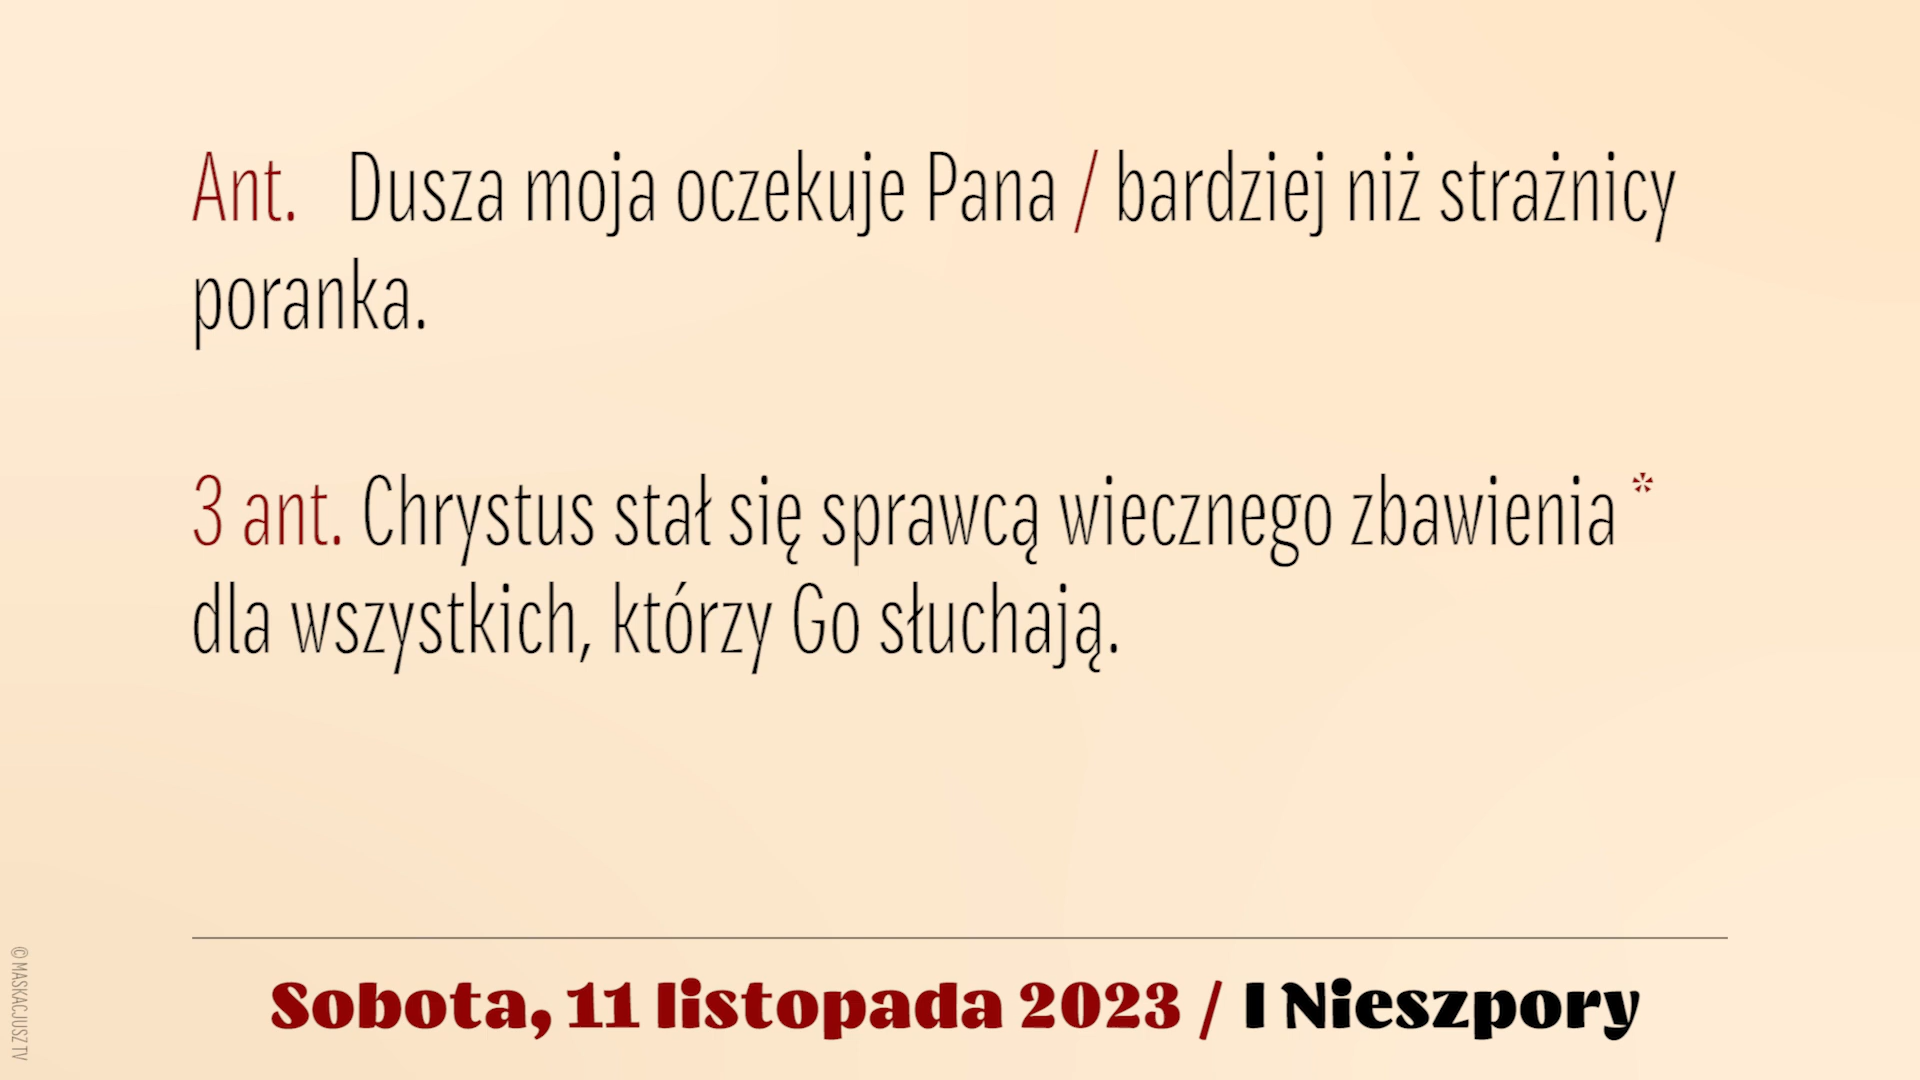 Ant. Dusza moja oczekuje Pana / bardziej niż strażnicy
poranka.
3 ant. Chrystus stał się sprawcą wiecznego zbawienia *
dla wszystkich, którzy Go słuchają.
Sobota, 11 listopada 2023 / I Nieszpory
© MASKACJUSZ TV